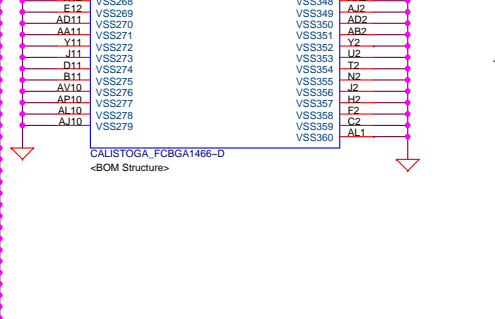 VSS268 VSS348
E12 VSS269 VSS349 AJ2
AD11 VSS270 VSS350 AD2
AA11 VSS271 VSS351 AB2
Y11 VSS272 VSS352 Y2
J11 VSS273 VSS353 U2
D11 VSS274 VSS354 T2
B11 VSS275 VSS355 N2
AV10 VSS276 VSS356 J2
AP10 VSS277 VSS357 H2
AL10 VSS278 VSS358 F2
AJ10 VSS279 VSS359 C2
VSS360 AL1
CALISTOGA_FCBGA1466~D
<BOM Structure>